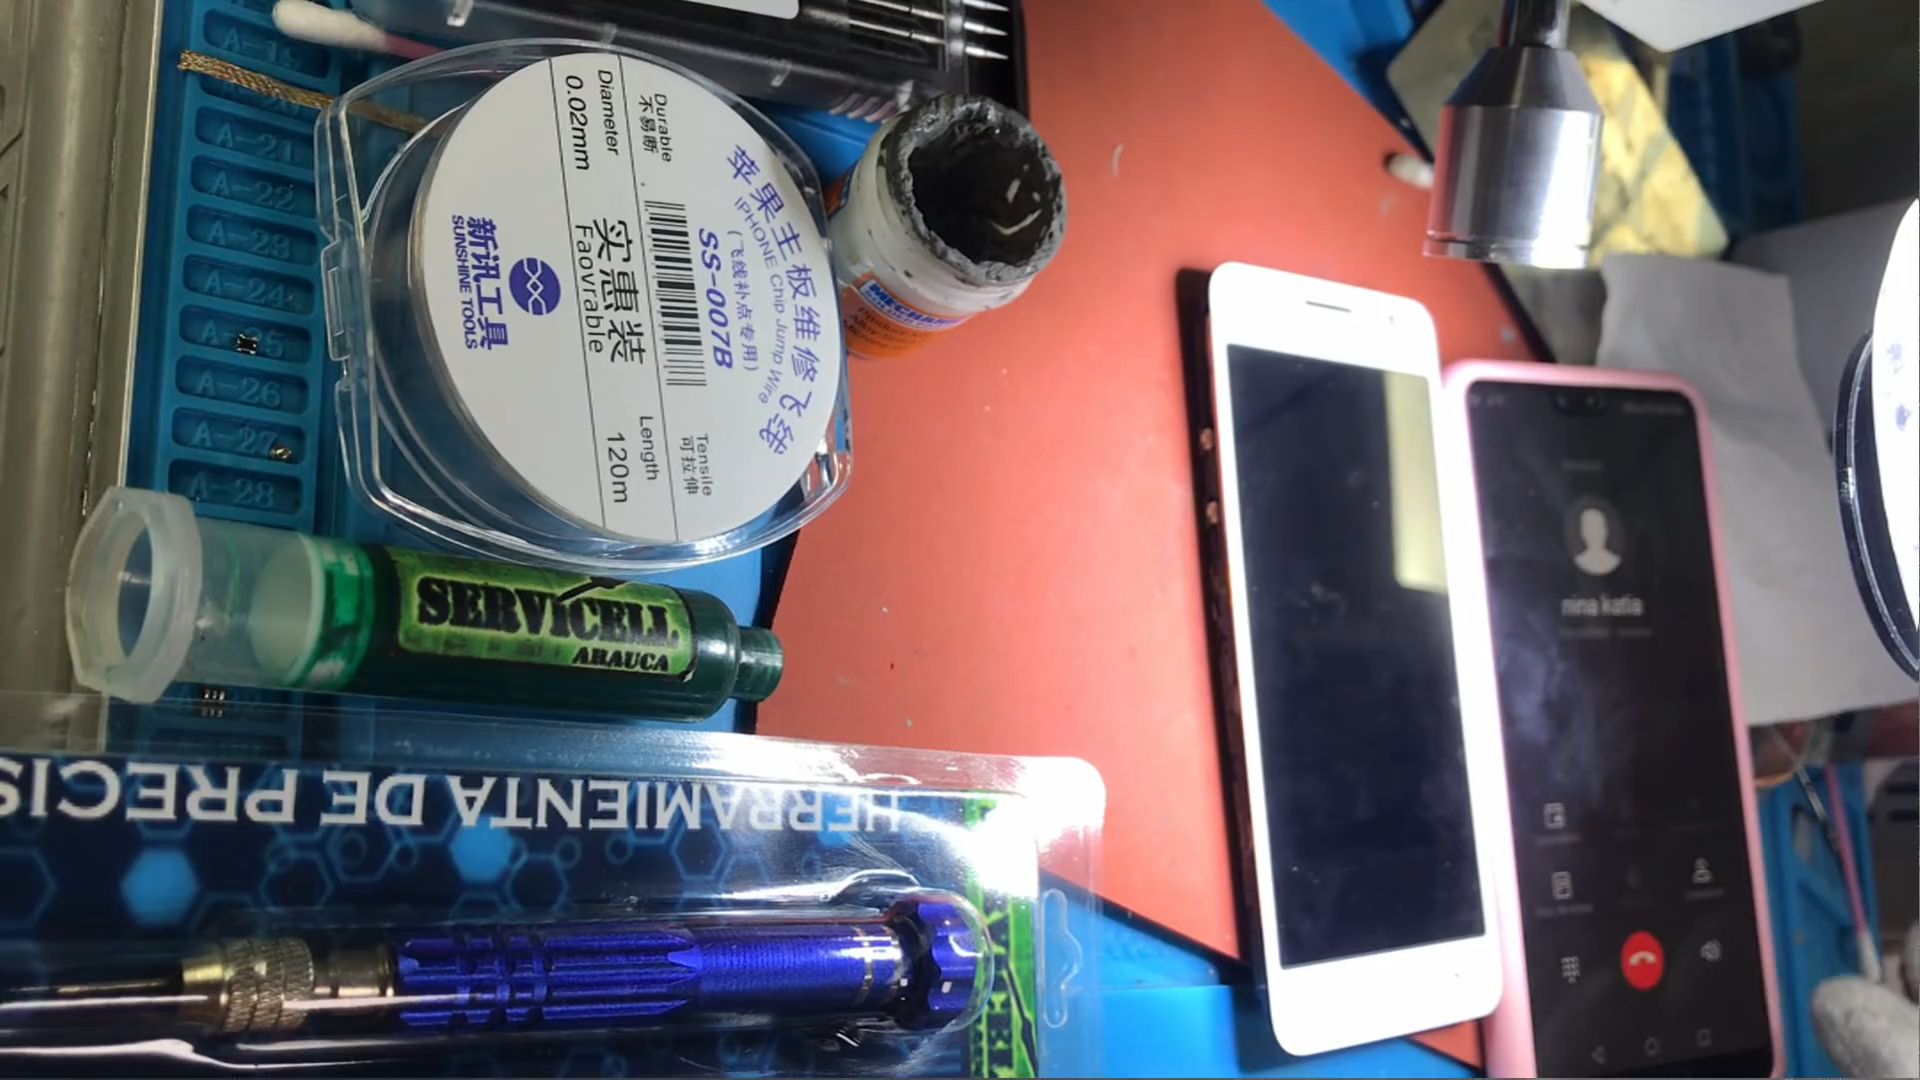 A-19
A-21
A-22
A-23
A-24
A-25
A-26
A-27
A-28
苹果主板维修飞线
IPHONE Chip Jump Wire
(飞线补点专用)
SS-007B
Durable
不易断
Tensile
可拉伸
Diameter
0.02mm
实惠装
Faovrable
Length
120m
新讯工具
SUNSHINE TOOLS
SERVICELL
ARAUCA
HERRAMIENTA DE PRECIS
nina katia